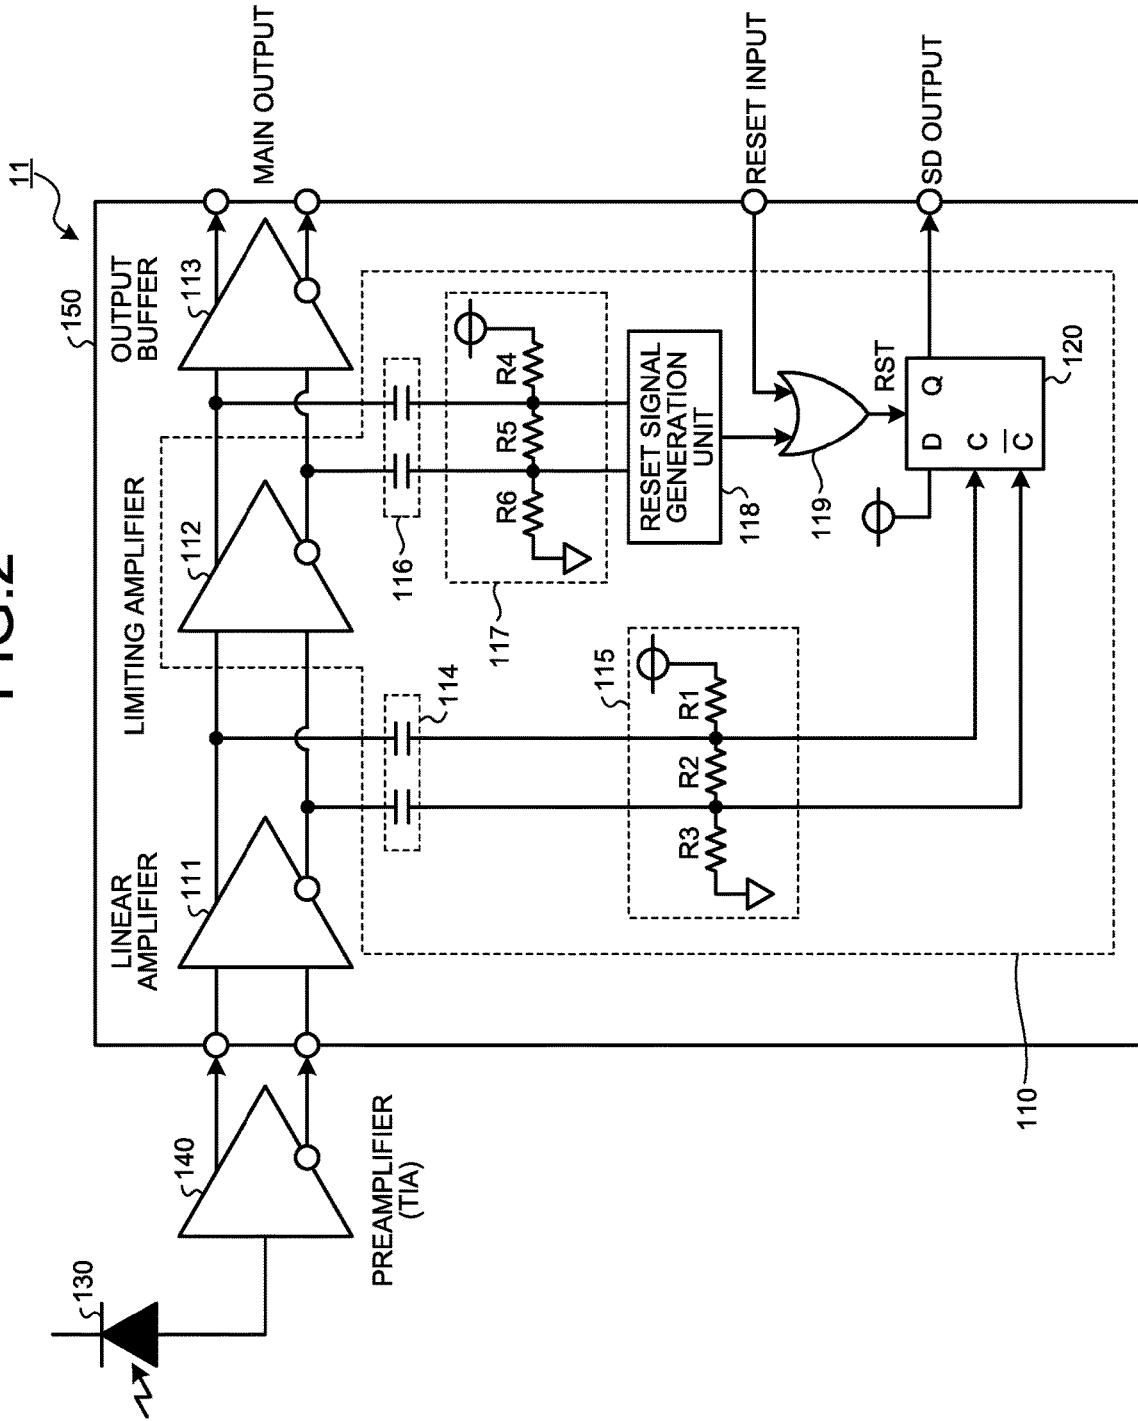 11
150
MAIN OUTPUT
OUTPUT
BUFFER
113
LIMITING AMPLIFIER
112
LINEAR
AMPLIFIER
111
130
140
PREAMPLIFIER
(TIA)
116
R4
R5
R6
117
RESET SIGNAL
GENERATION
UNIT
118
RESET INPUT
119
RST
SD OUTPUT
D
Q
C
C
120
114
115
R1
R2
R3
110